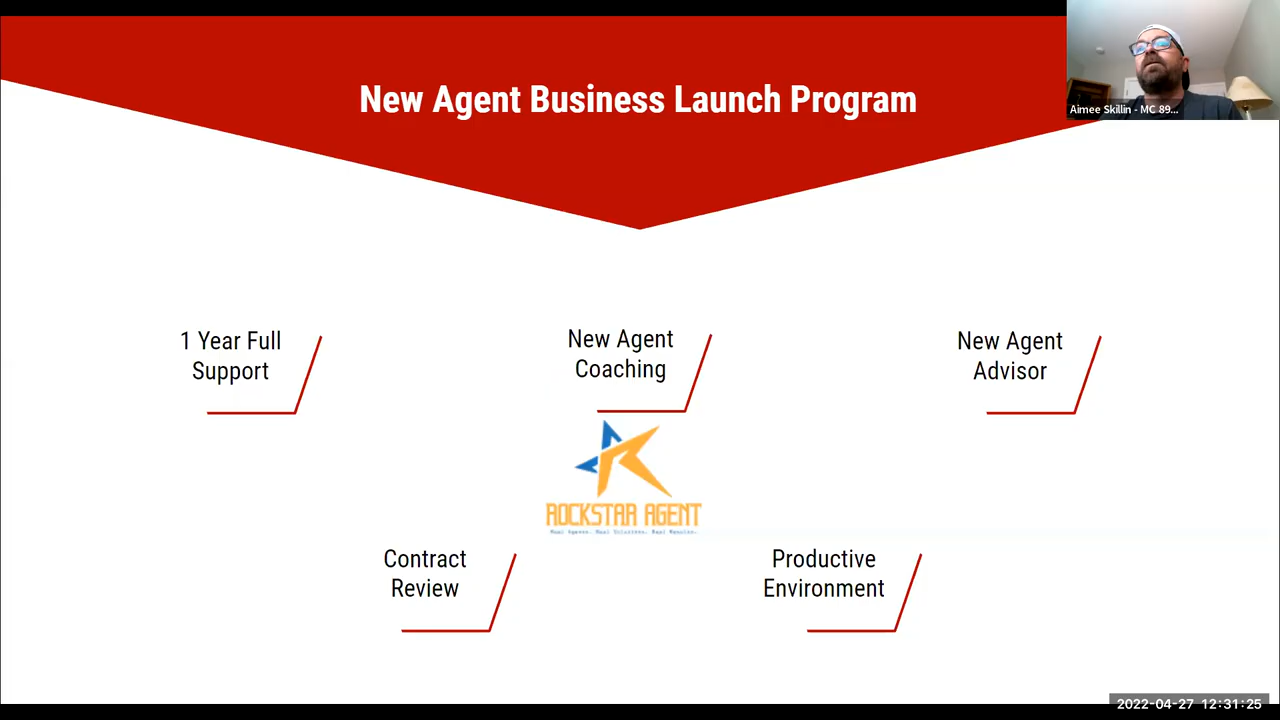 New Agent Business Launch Program
Aimee Skillin - MC 89...
1 Year Full
Support
New Agent
Coaching
New Agent
Advisor
ROCKSTAR AGENT
Contract
Review
Productive
Environment
2022-04-27 12:31:25